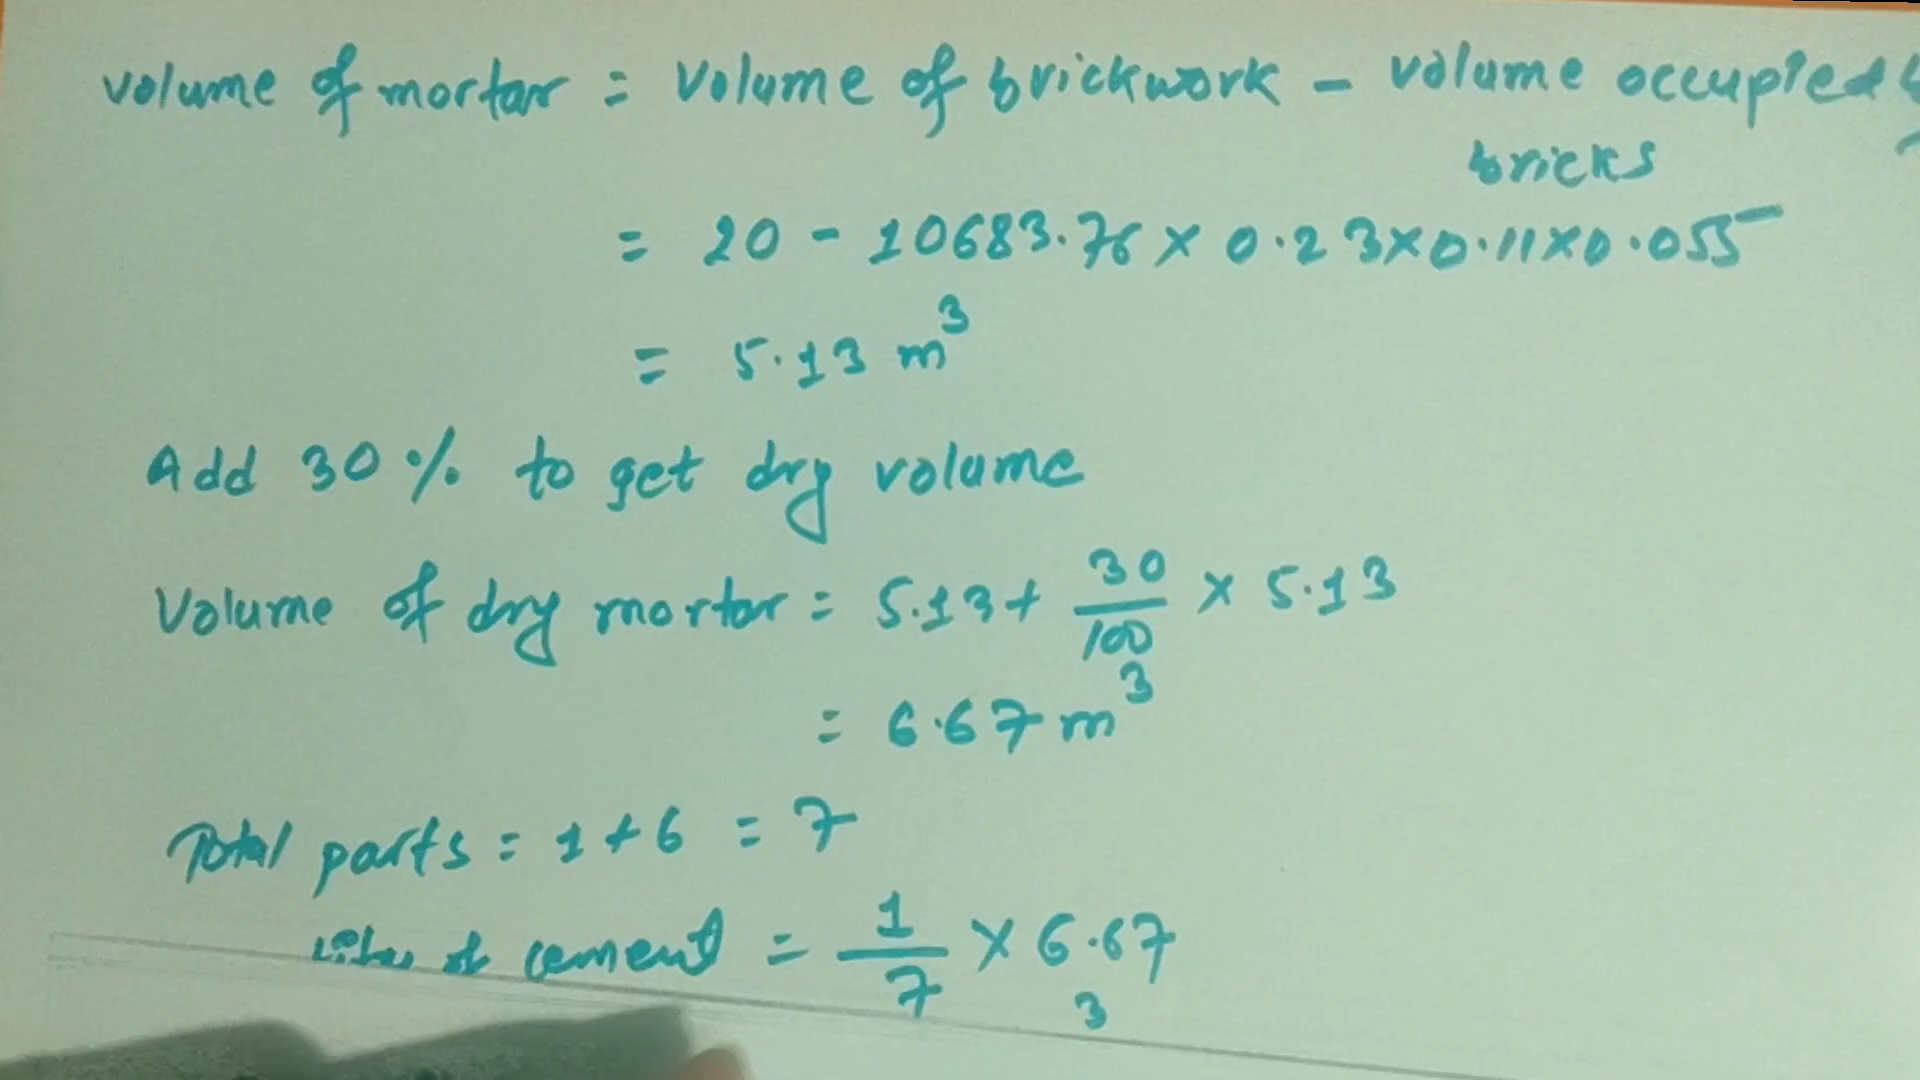 volume of mortar = Volume of brickwork - volume occupied
bricks
= 20 - 10683.76 × 0.23×0.11×0.055
= 5.13 m³
Add 30% to get dry volume
Volume of dry mortar = 5.13 + 30/100 × 5.13
= 6.67 m³
Total parts = 1 + 6 = 7
of cement = 1/7 × 6.67
3